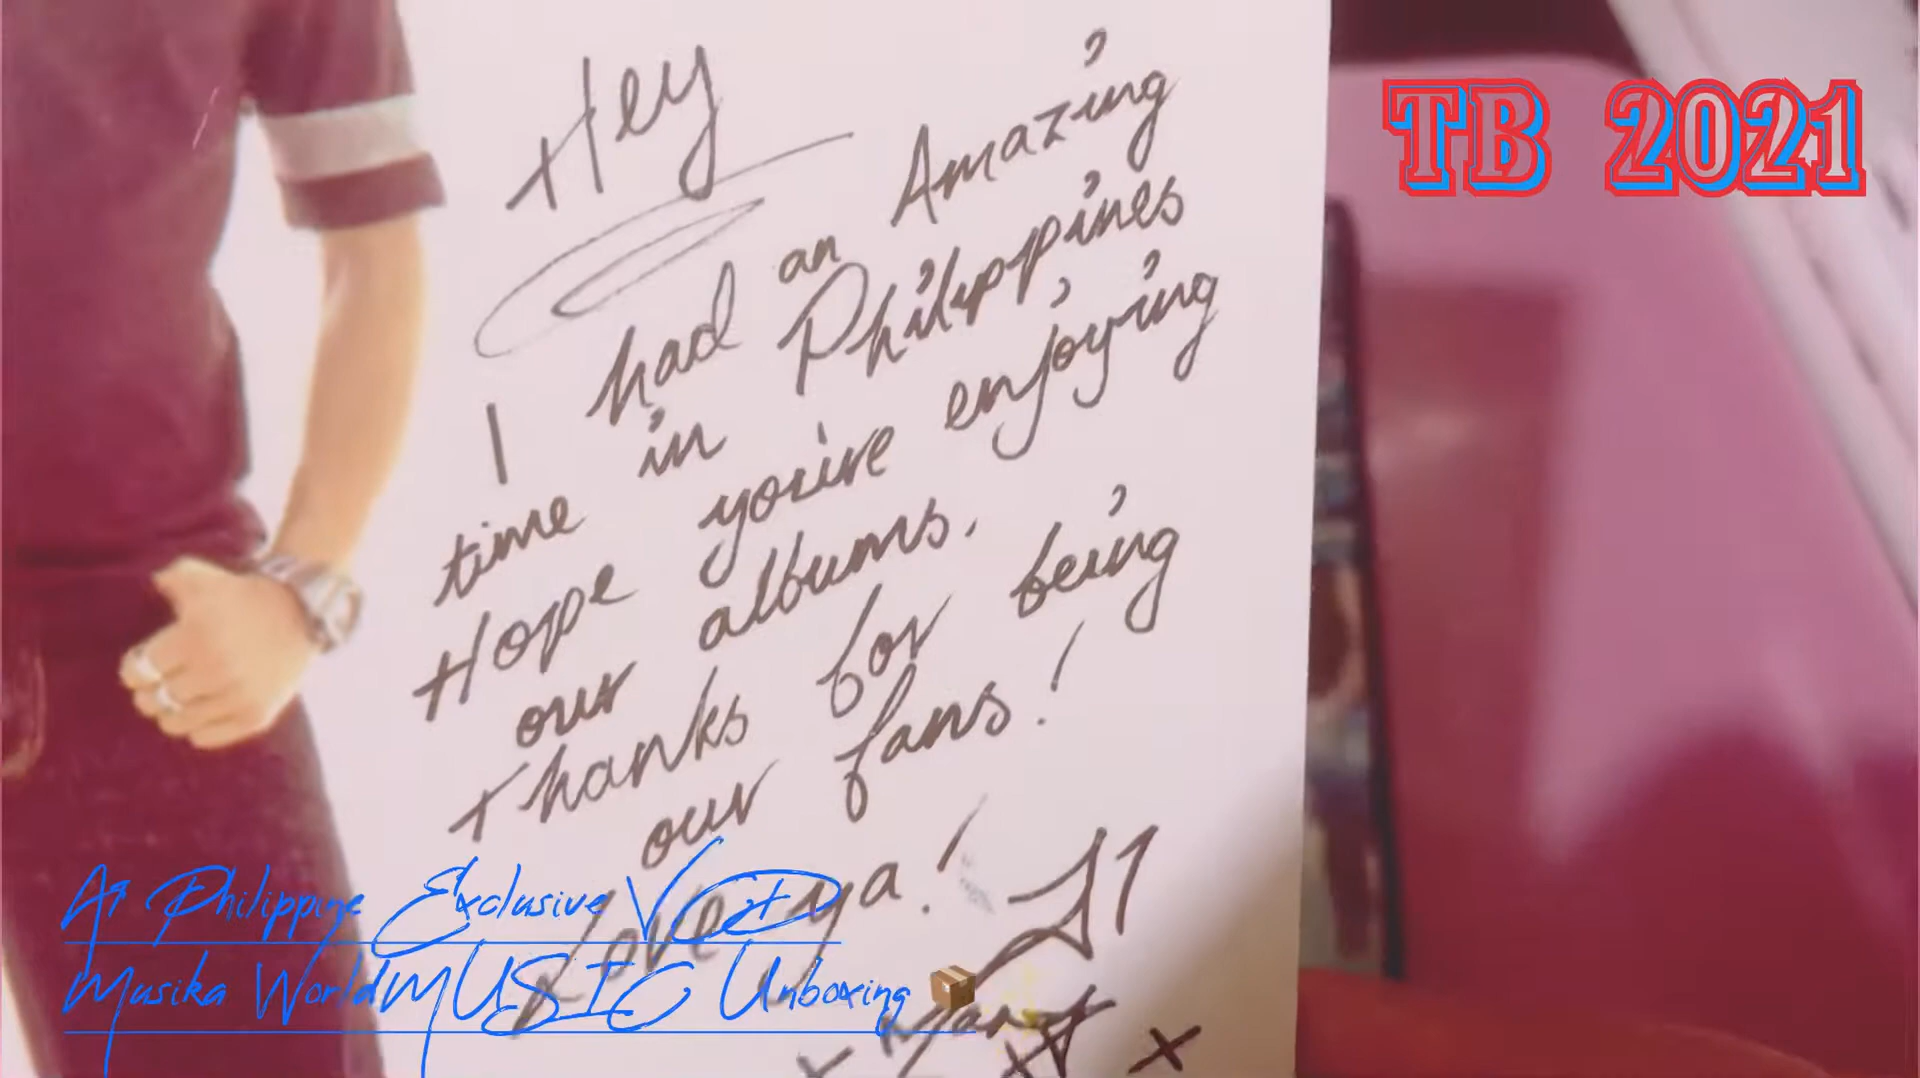 Hey
I had an Amazing
time in Philippines,
Hope you're enjoying
our albums.
Thanks for being
our fans!
Love ya!
TB 2021
A1 Philippine Exclusive VCD
Musika WorldMUSIC Unboxing 📦